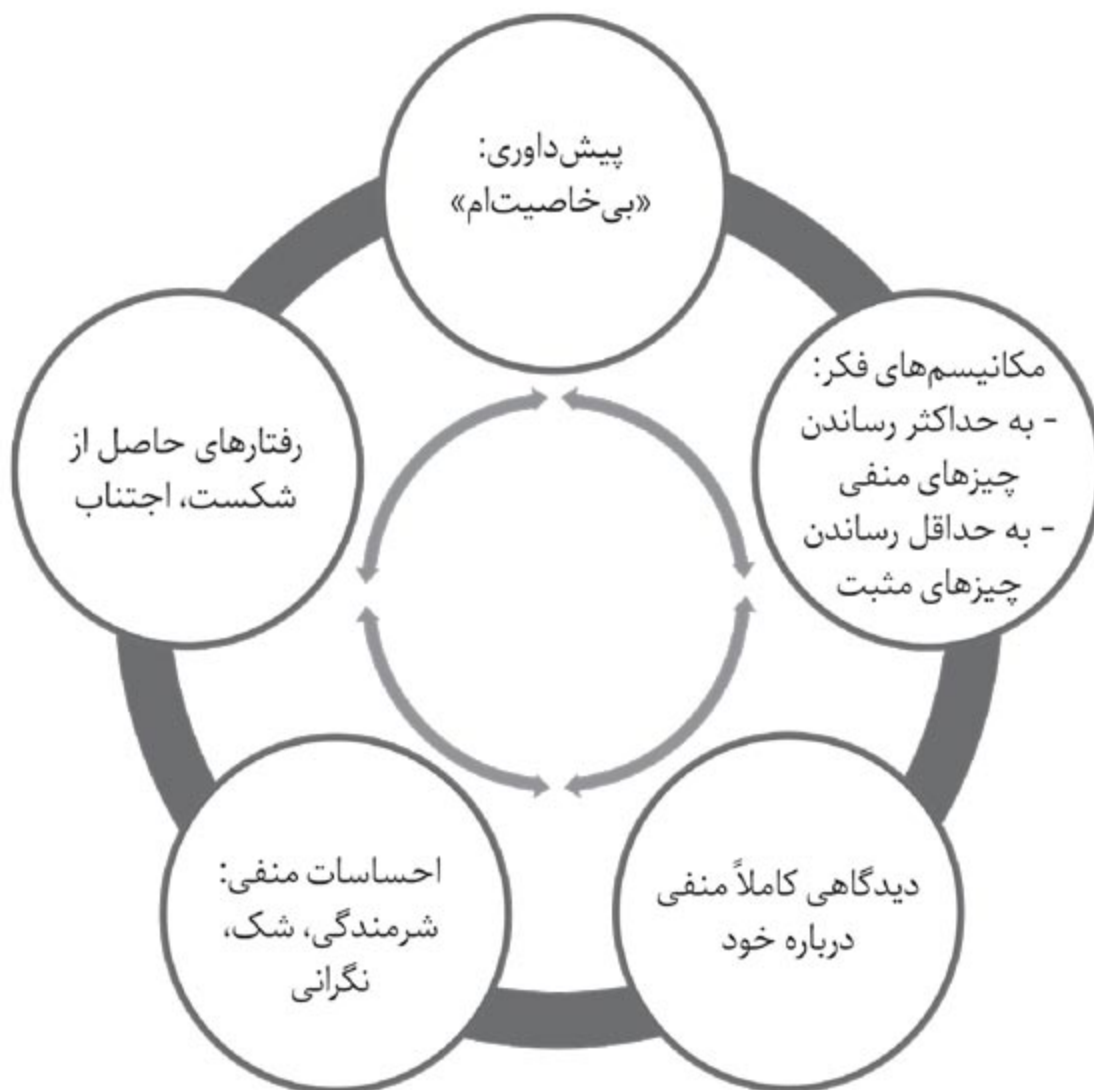 پیش‌داوری:
«بی‌خاصیت‌ام»
مکانیسم‌های فکر:
- به حداکثر رساندن
چیزهای منفی
- به حداقل رساندن
چیزهای مثبت
دیدگاهی کاملاً منفی
درباره خود
احساسات منفی:
شرمندگی، شک،
نگرانی
رفتارهای حاصل از
شکست، اجتناب